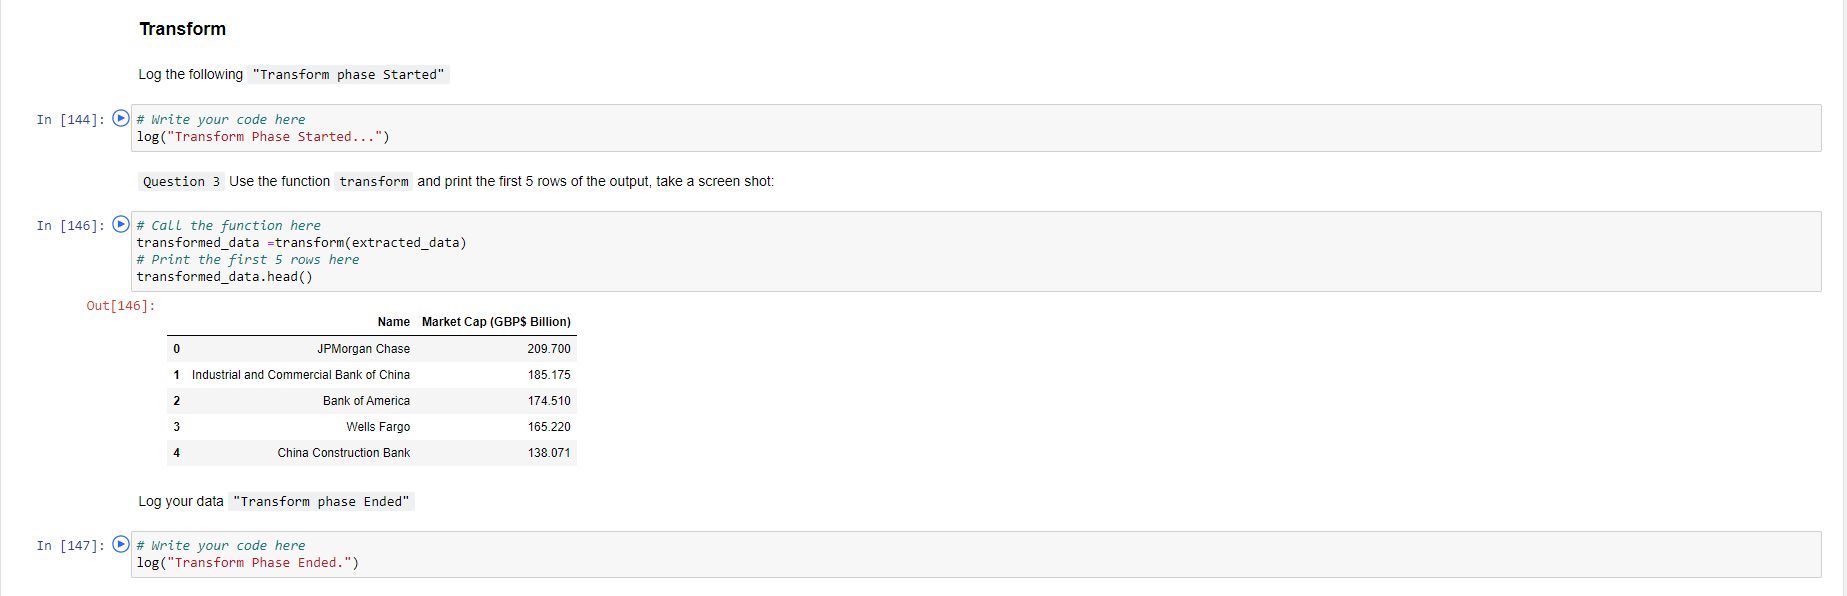 Transform
Log the following "Transform phase Started"
In [144]: # Write your code here
log("Transform Phase Started...")
Question 3 Use the function transform and print the first 5 rows of the output, take a screen shot:
In [146]: # Call the function here
transformed_data =transform(extracted_data)
# Print the first 5 rows here
transformed_data.head()
Out[146]:
Name Market Cap (GBP$ Billion)
0 JPMorgan Chase 209.700
1 Industrial and Commercial Bank of China 185.175
2 Bank of America 174.510
3 Wells Fargo 165.220
4 China Construction Bank 138.071
Log your data "Transform phase Ended"
In [147]: # Write your code here
log("Transform Phase Ended.")